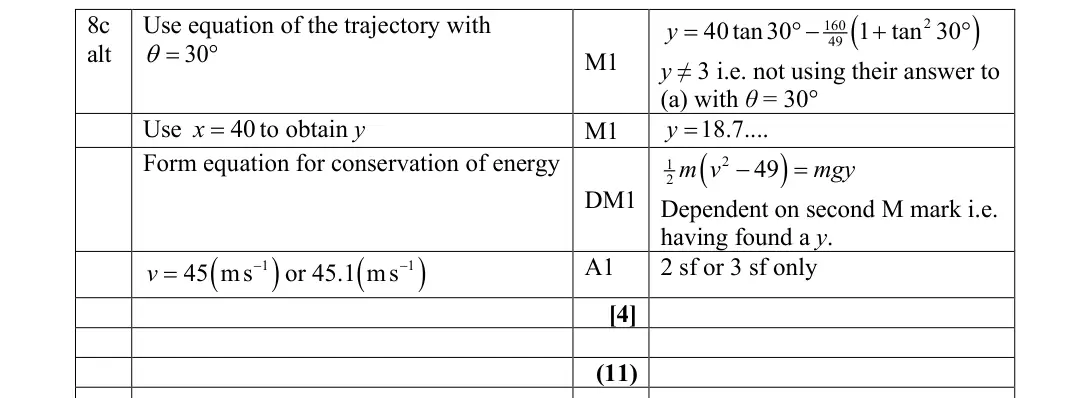 8c Use equation of the trajectory with
alt θ = 30°
M1
y = 40 tan 30° − 160/49 (1 + tan² 30°)
y ≠ 3 i.e. not using their answer to
(a) with θ = 30°
Use x = 40 to obtain y M1 y = 18.7....
Form equation for conservation of energy
DM1
½ m(v² − 49) = mgy
Dependent on second M mark i.e.
having found a y.
v = 45(m s⁻¹) or 45.1(m s⁻¹) A1 2 sf or 3 sf only
[4]
(11)